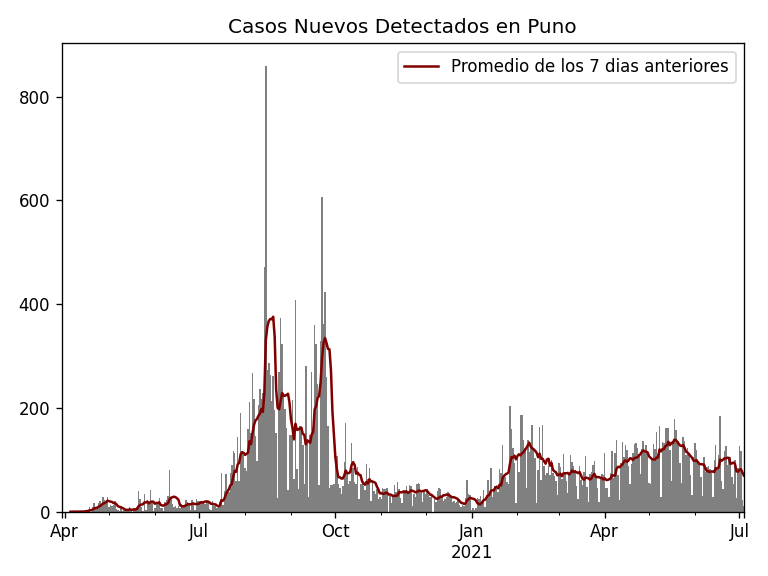 Casos Nuevos Detectados en Puno
Promedio de los 7 dias anteriores
800
600
400
200
0
Apr Jul Oct Jan Apr Jul
2021